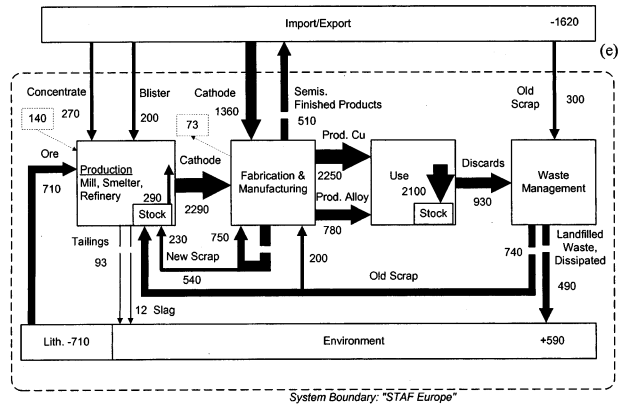 Import/Export -1620
(e)
Concentrate
270
Blister
200
Cathode
1360
Semis.
Finished Products
510
Old
Scrap
300
140
73
Ore
710
Production
Mill, Smelter,
Refinery
290
Stock
Cathode
2290
Fabrication &
Manufacturing
Prod. Cu
2250
Prod. Alloy
780
Use
2100
Stock
Discards
930
Waste
Management
Tailings
93
230
750
New Scrap
540
200
Old Scrap
740
Landfilled
Waste,
Dissipated
490
12 Slag
Lith. -710
Environment +590
System Boundary: "STAF Europe"